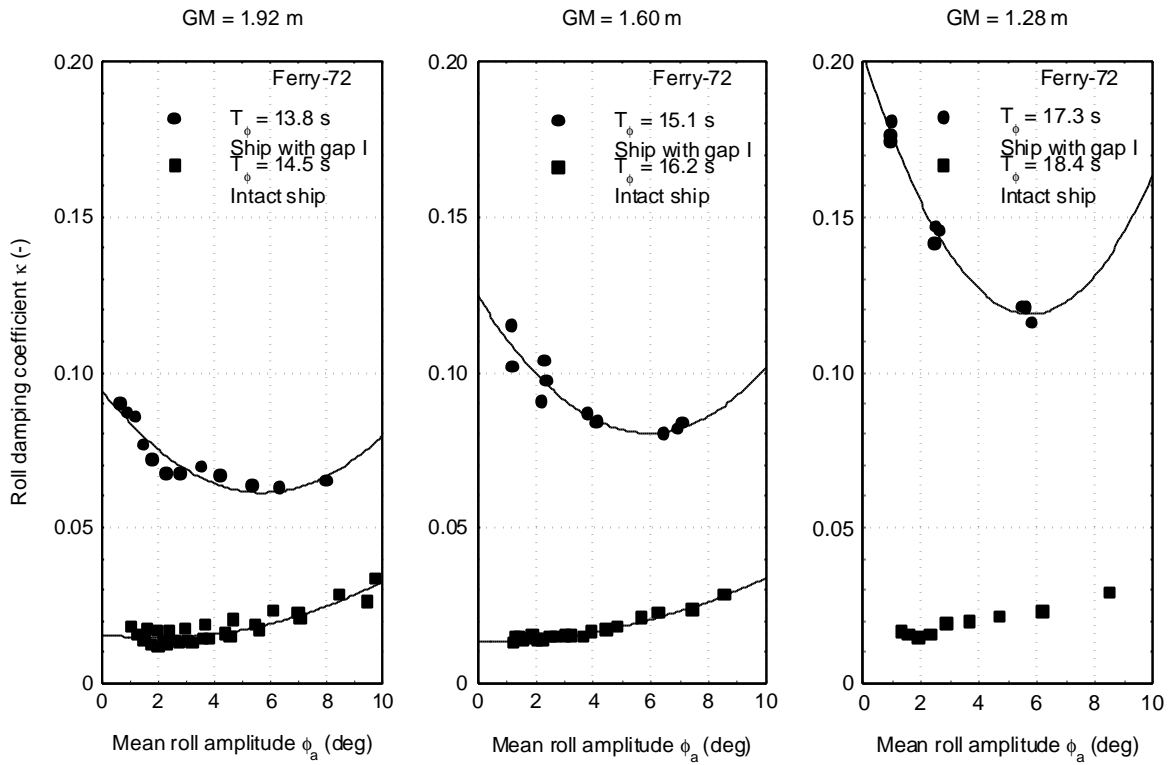 GM = 1.92 m
GM = 1.60 m
GM = 1.28 m
Roll damping coefficient κ (-)
0.20
0.15
0.10
0.05
0
Ferry-72
T_ϕ = 13.8 s
Ship with gap I
T_ϕ = 14.5 s
Intact ship
0 2 4 6 8 10
Mean roll amplitude ϕ_a (deg)
0.20
0.15
0.10
0.05
0
Ferry-72
T_ϕ = 15.1 s
Ship with gap I
T_ϕ = 16.2 s
Intact ship
0 2 4 6 8 10
Mean roll amplitude ϕ_a (deg)
0.20
0.15
0.10
0.05
0
Ferry-72
T_ϕ = 17.3 s
Ship with gap I
T_ϕ = 18.4 s
Intact ship
0 2 4 6 8 10
Mean roll amplitude ϕ_a (deg)